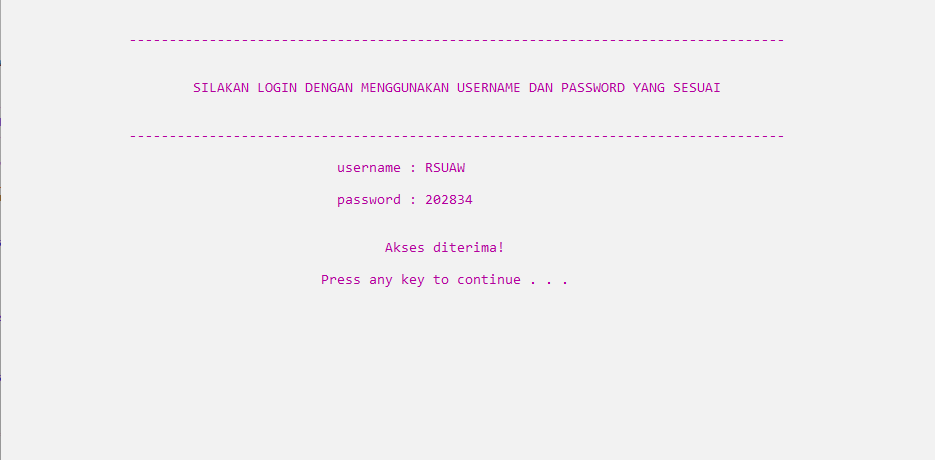 --------------------------------------------------------------------------------
SILAKAN LOGIN DENGAN MENGGUNAKAN USERNAME DAN PASSWORD YANG SESUAI
--------------------------------------------------------------------------------
username : RSUAW
password : 202834
Akses diterima!
Press any key to continue . . .